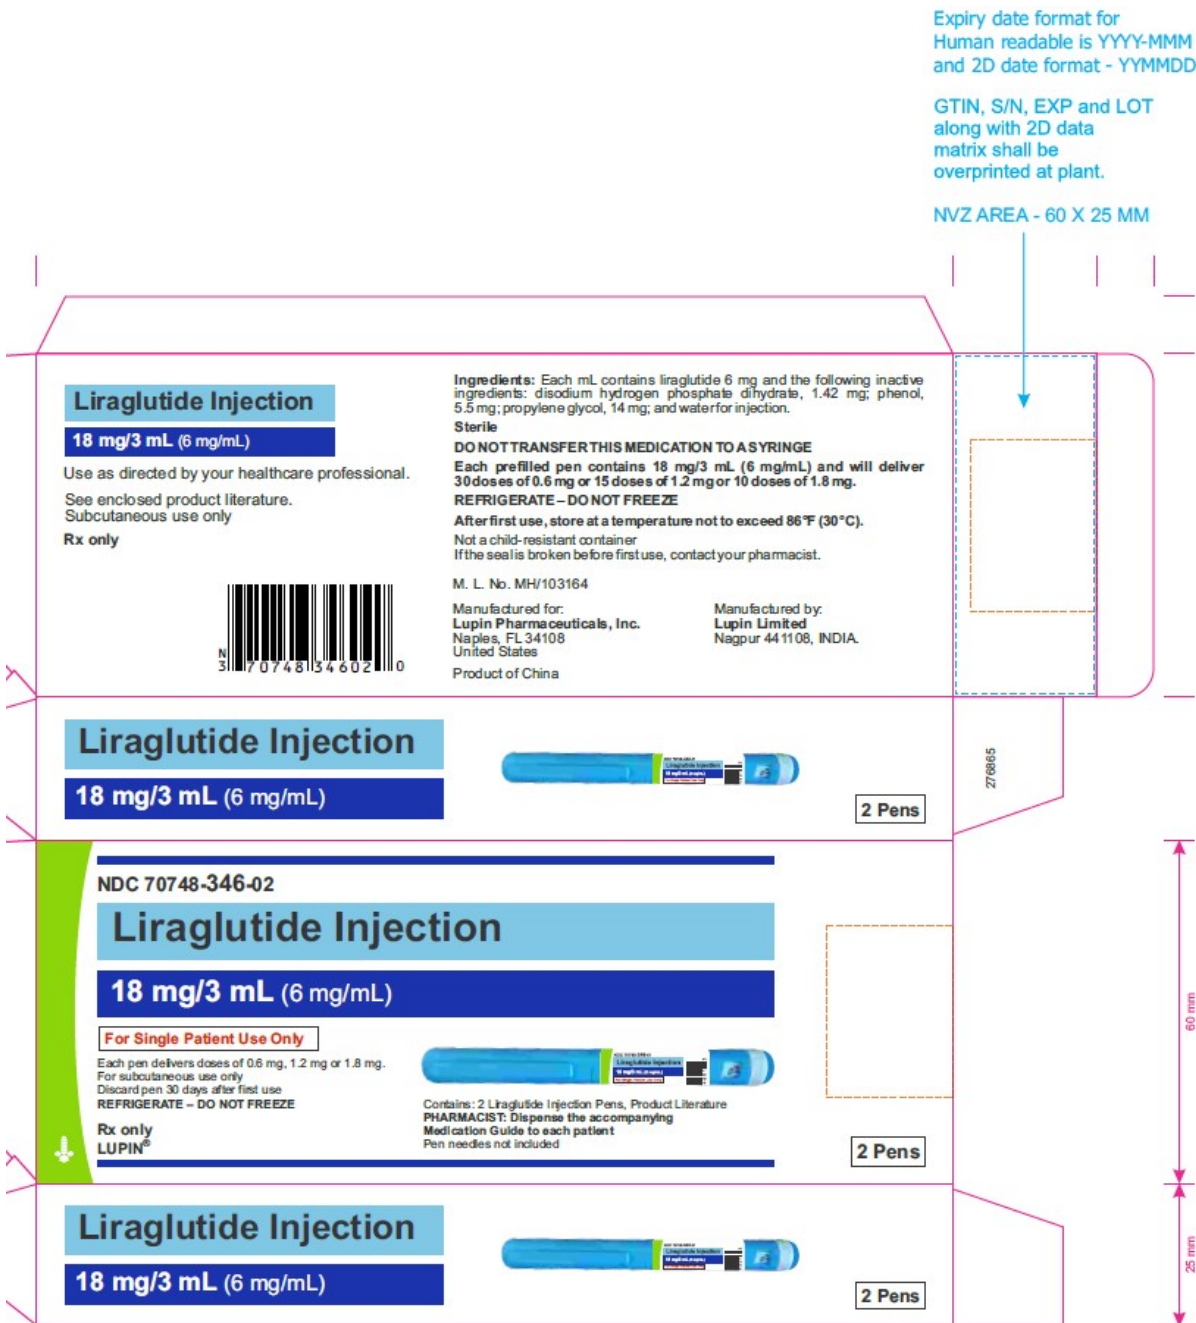 Expiry date format for
Human readable is YYYY-MMM
and 2D date format - YYMMDD
GTIN, S/N, EXP and LOT
along with 2D data
matrix shall be
overprinted at plant.
NVZ AREA - 60 X 25 MM
Liraglutide Injection
18 mg/3 mL (6 mg/mL)
Use as directed by your healthcare professional.
See enclosed product literature.
Subcutaneous use only
Rx only
N
3 70748 34602 0
Ingredients: Each mL contains liraglutide 6 mg and the following inactive
ingredients: disodium hydrogen phosphate dihydrate, 1.42 mg; phenol,
5.5 mg; propylene glycol, 14 mg; and water for injection.
Sterile
DO NOT TRANSFER THIS MEDICATION TO A SYRINGE
Each prefilled pen contains 18 mg/3 mL (6 mg/mL) and will deliver
30 doses of 0.6 mg or 15 doses of 1.2 mg or 10 doses of 1.8 mg.
REFRIGERATE – DO NOT FREEZE
After first use, store at a temperature not to exceed 86°F (30°C).
Not a child-resistant container
If the seal is broken before first use, contact your pharmacist.
M. L. No. MH/103164
Manufactured for:
Lupin Pharmaceuticals, Inc.
Naples, FL 34108
United States
Manufactured by:
Lupin Limited
Nagpur 441108, INDIA.
Product of China
Liraglutide Injection
18 mg/3 mL (6 mg/mL)
Liraglutide Injection
2 Pens
276865
NDC 70748-346-02
Liraglutide Injection
18 mg/3 mL (6 mg/mL)
For Single Patient Use Only
Each pen delivers doses of 0.6 mg, 1.2 mg or 1.8 mg.
For subcutaneous use only
Discard pen 30 days after first use
REFRIGERATE – DO NOT FREEZE
Rx only
LUPIN®
Liraglutide Injection
Contains: 2 Liraglutide Injection Pens, Product Literature
PHARMACIST: Dispense the accompanying
Medication Guide to each patient
Pen needles not included
2 Pens
60 mm
Liraglutide Injection
18 mg/3 mL (6 mg/mL)
Liraglutide Injection
2 Pens
25 mm